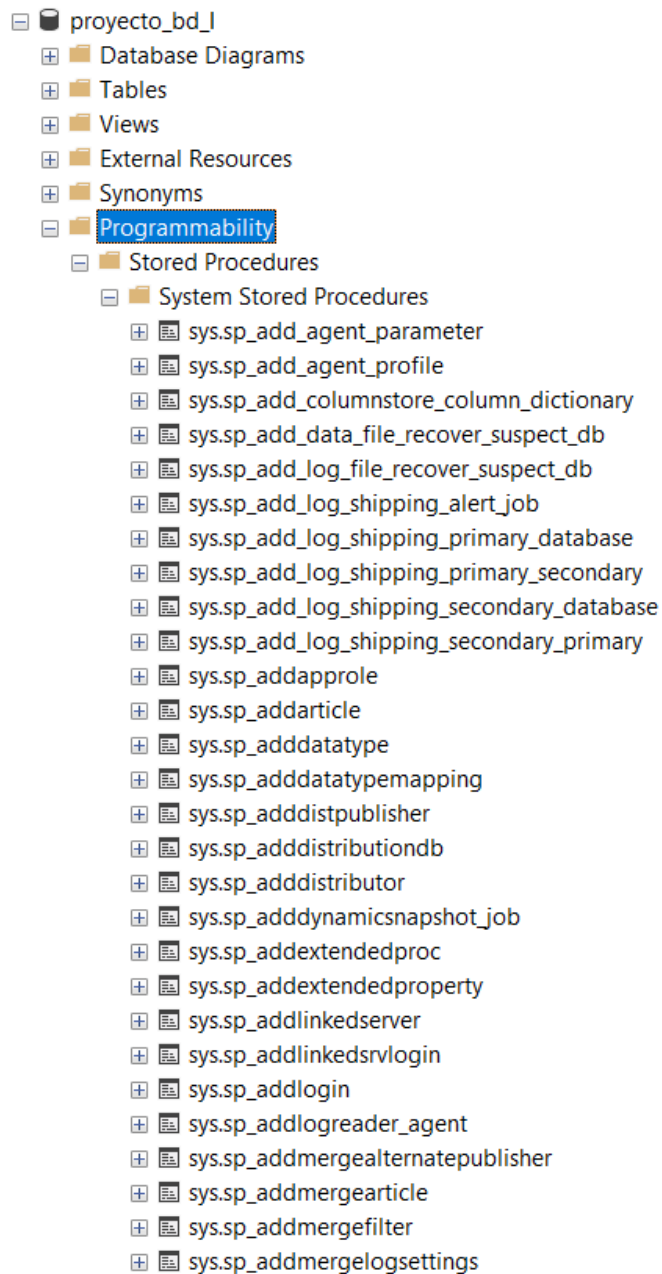 proyecto_bd_I
Database Diagrams
Tables
Views
External Resources
Synonyms
Programmability
Stored Procedures
System Stored Procedures
sys.sp_add_agent_parameter
sys.sp_add_agent_profile
sys.sp_add_columnstore_column_dictionary
sys.sp_add_data_file_recover_suspect_db
sys.sp_add_log_file_recover_suspect_db
sys.sp_add_log_shipping_alert_job
sys.sp_add_log_shipping_primary_database
sys.sp_add_log_shipping_primary_secondary
sys.sp_add_log_shipping_secondary_database
sys.sp_add_log_shipping_secondary_primary
sys.sp_addapprole
sys.sp_addarticle
sys.sp_adddatatype
sys.sp_adddatatypemapping
sys.sp_adddistpublisher
sys.sp_adddistributiondb
sys.sp_adddistributor
sys.sp_adddynamicsnapshot_job
sys.sp_addextendedproc
sys.sp_addextendedproperty
sys.sp_addlinkedserver
sys.sp_addlinkedsrvlogin
sys.sp_addlogin
sys.sp_addlogreader_agent
sys.sp_addmergealternatepublisher
sys.sp_addmergearticle
sys.sp_addmergefilter
sys.sp_addmergelogsettings